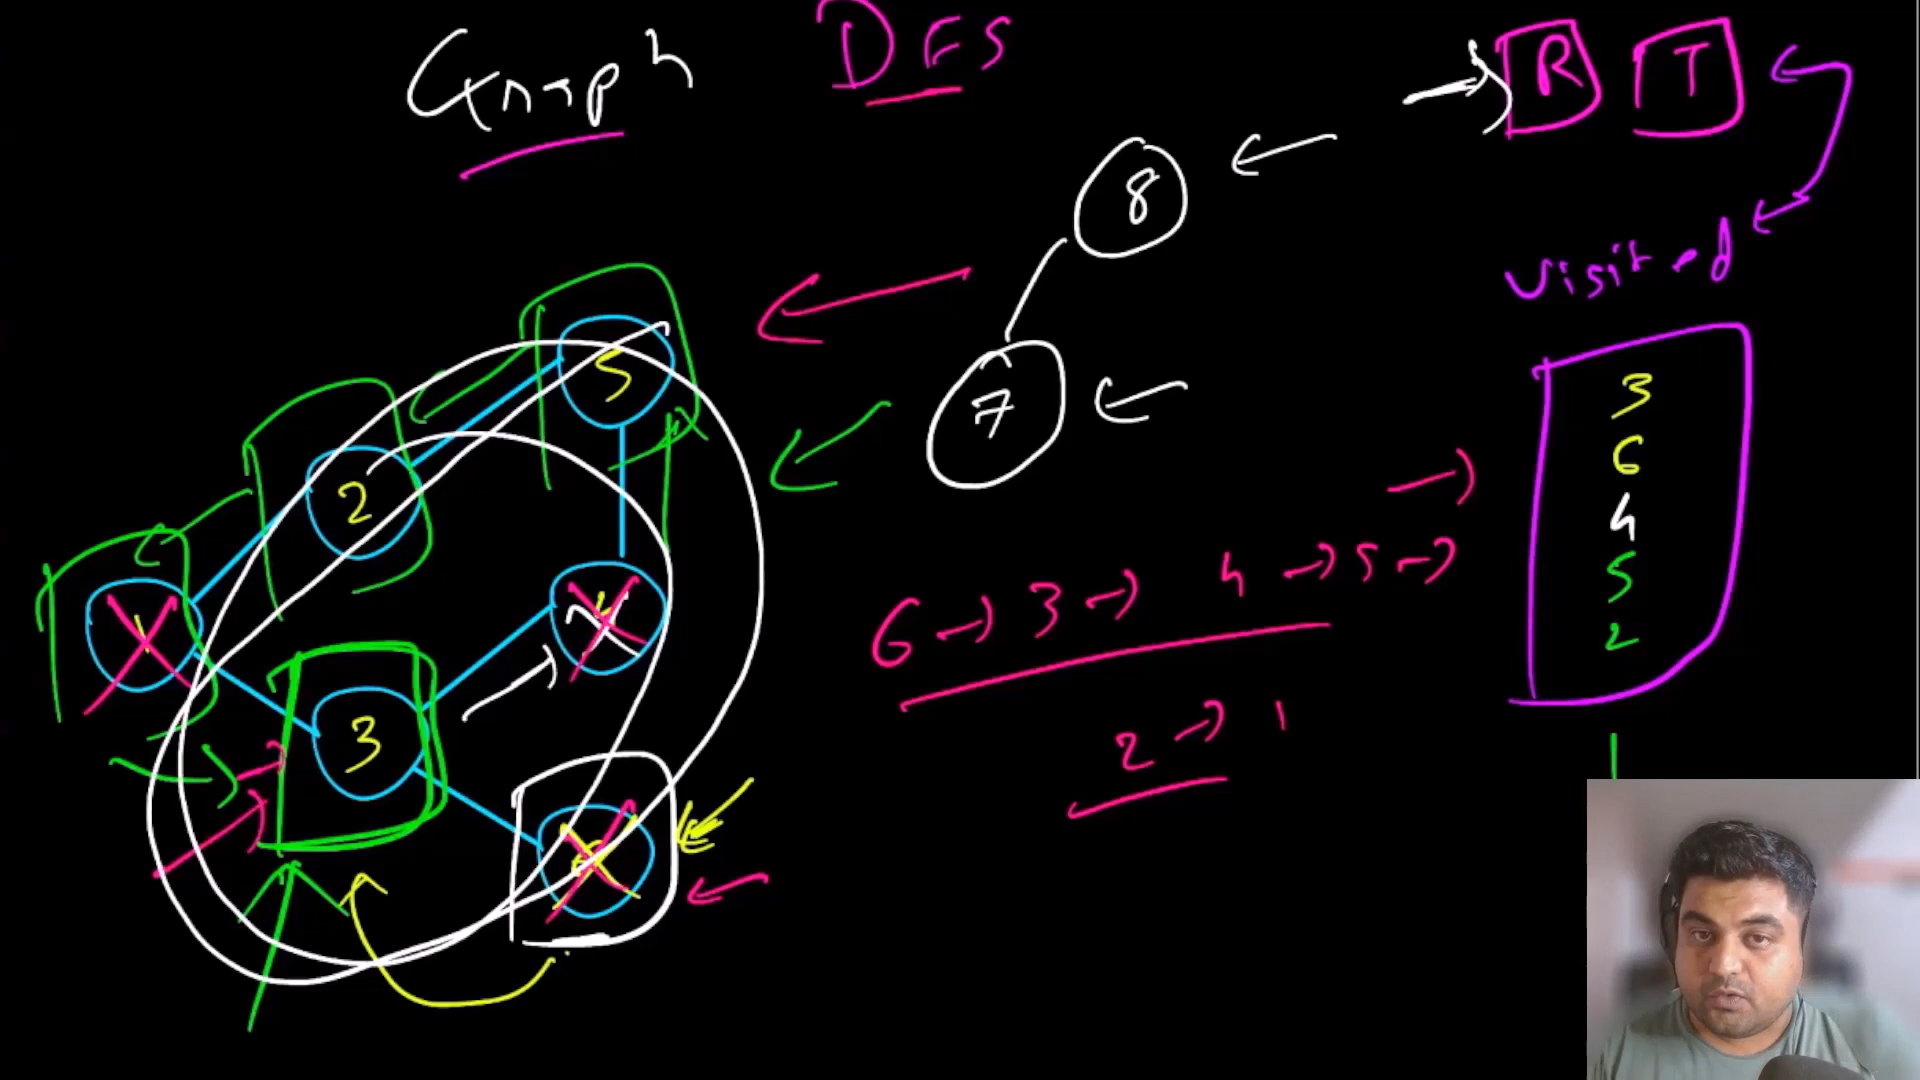 Graph DFS
R T
8
visited
5
7
3
2
6
4
5
6 → 3 → 4 → 5 →
2
3
2 → 1